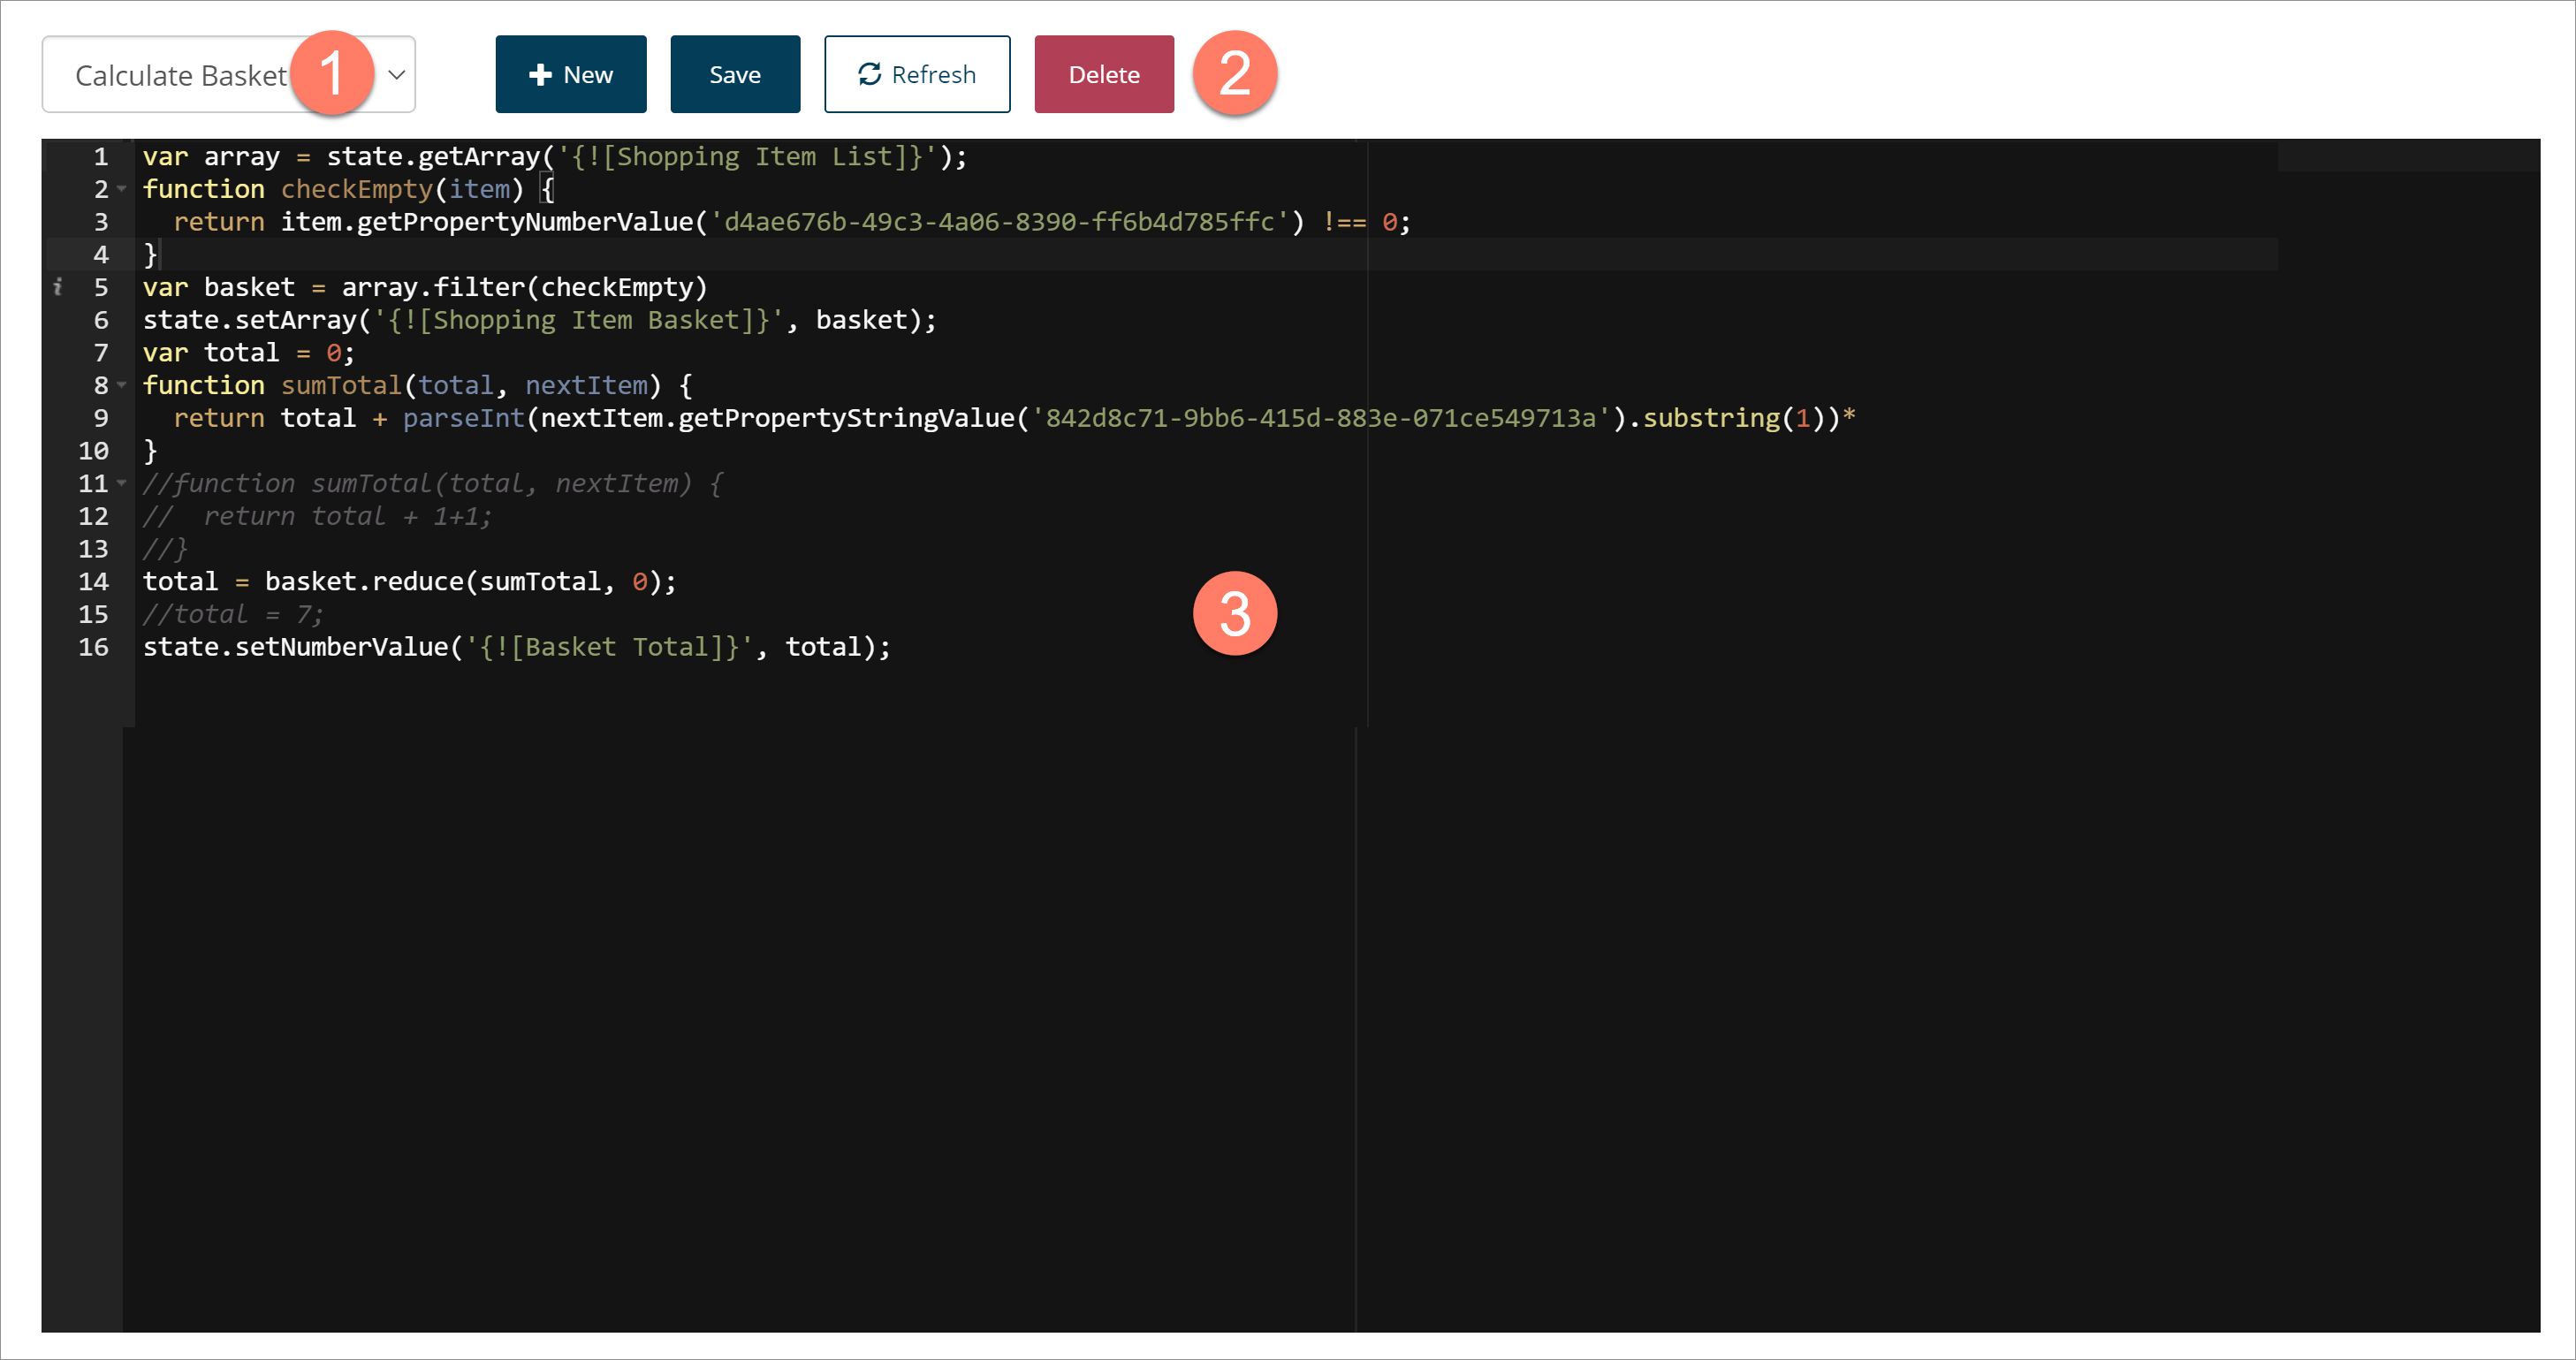 Calculate Basket 1 New Save Refresh Delete 2
1 var array = state.getArray('{![Shopping Item List]}');
2 function checkEmpty(item) {
3   return item.getPropertyNumberValue('d4ae676b-49c3-4a06-8390-ff6b4d785ffc') !== 0;
4 }
i 5 var basket = array.filter(checkEmpty)
6 state.setArray('{![Shopping Item Basket]}', basket);
7 var total = 0;
8 function sumTotal(total, nextItem) {
9   return total + parseInt(nextItem.getPropertyStringValue('842d8c71-9bb6-415d-883e-071ce549713a').substring(1))*
10 }
11 //function sumTotal(total, nextItem) {
12 //  return total + 1+1;
13 //}
14 total = basket.reduce(sumTotal, 0);
15 //total = 7;
3
16 state.setNumberValue('{![Basket Total]}', total);